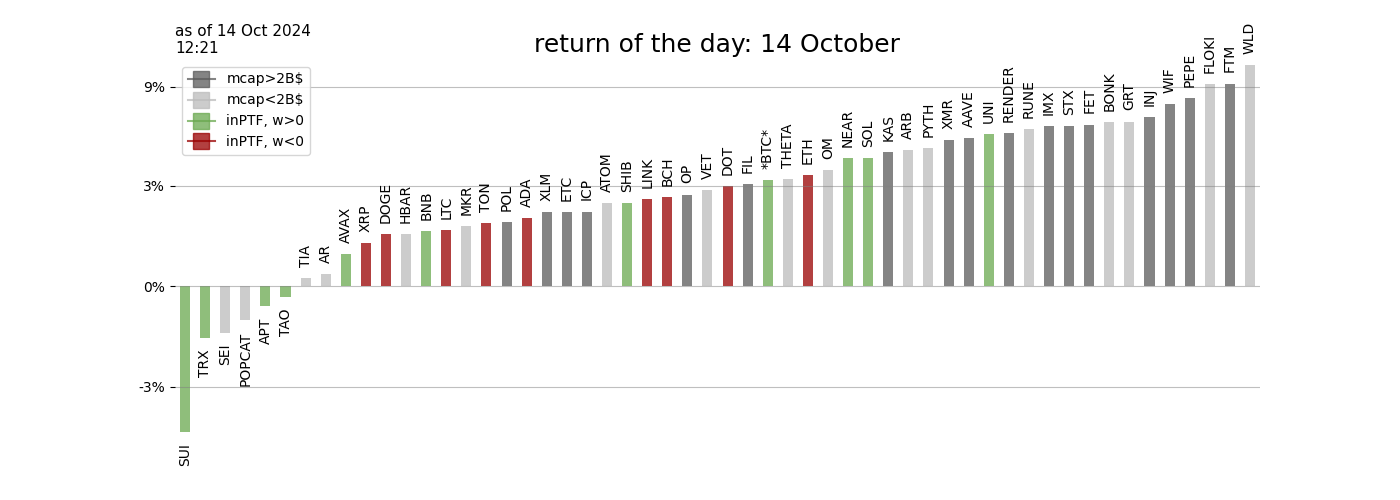 as of 14 Oct 2024
12:21
return of the day: 14 October
mcap>2B$
mcap<2B$
inPTF, w>0
inPTF, w<0
9%
3%
0%
-3%
SUI
TRX
SEI
POPCAT
APT
TAO
TIA
AR
AVAX
XRP
DOGE
HBAR
BNB
LTC
MKR
TON
POL
ADA
XLM
ETC
ICP
ATOM
SHIB
LINK
BCH
OP
VET
DOT
FIL
*BTC*
THETA
ETH
OM
NEAR
SOL
KAS
ARB
PYTH
XMR
AAVE
UNI
RENDER
RUNE
IMX
STX
FET
BONK
GRT
INJ
WIF
PEPE
FLOKI
FTM
WLD